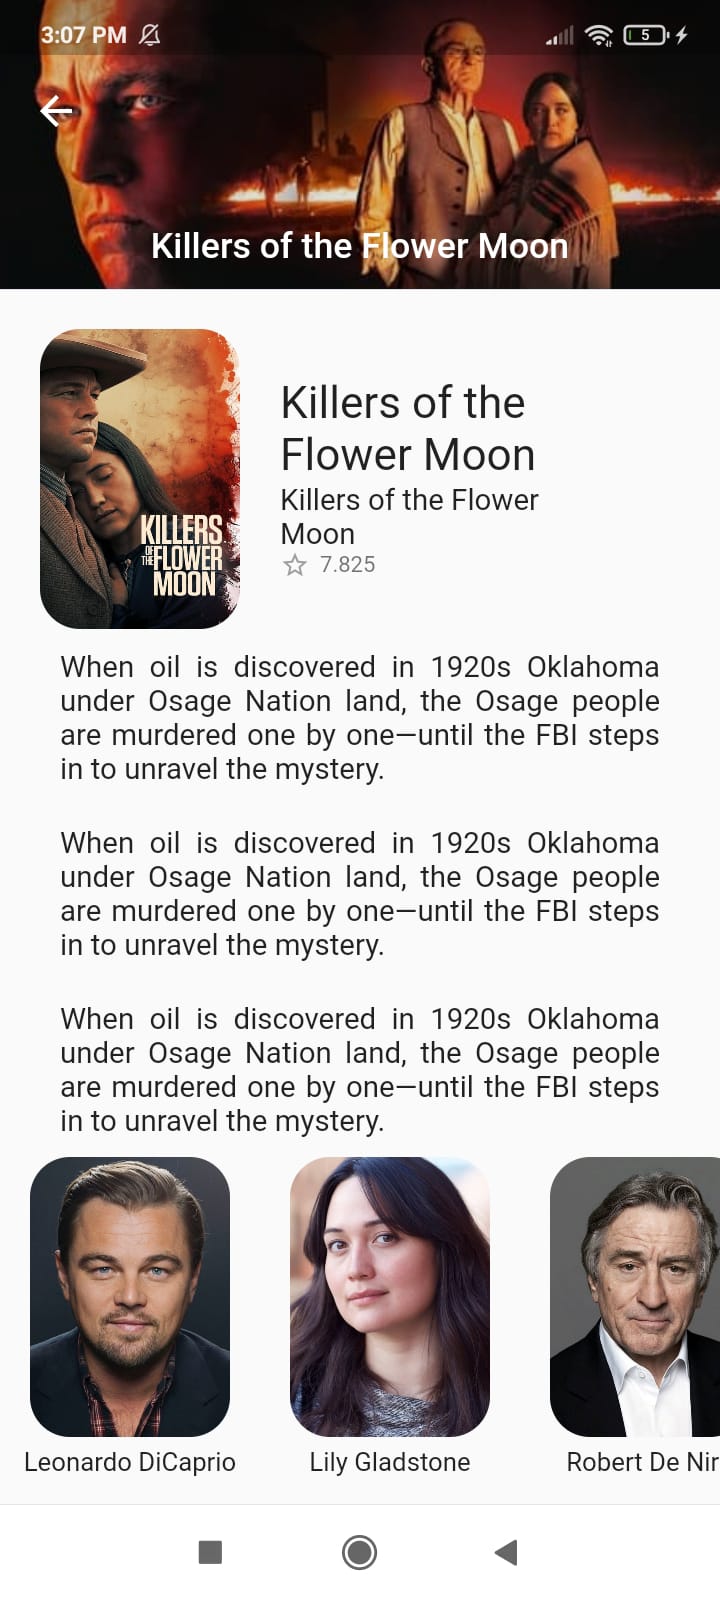 3:07 PM
5
Killers of the Flower Moon
KILLERS
OF THE FLOWER
MOON
Killers of the
Flower Moon
Killers of the Flower
Moon
7.825
When oil is discovered in 1920s Oklahoma
under Osage Nation land, the Osage people
are murdered one by one—until the FBI steps
in to unravel the mystery.
When oil is discovered in 1920s Oklahoma
under Osage Nation land, the Osage people
are murdered one by one—until the FBI steps
in to unravel the mystery.
When oil is discovered in 1920s Oklahoma
under Osage Nation land, the Osage people
are murdered one by one—until the FBI steps
in to unravel the mystery.
Leonardo DiCaprio
Lily Gladstone
Robert De Nir